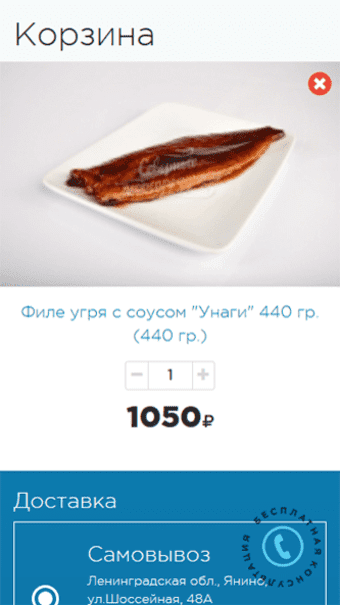 Корзина
Филе угря с соусом "Унаги" 440 гр.
(440 гр.)
1
1050₽
Доставка
БЕСПЛАТНАЯ КОНСУЛЬТАЦИЯ
Самовывоз
Ленинградская обл., Янино,
ул.Шоссейная, 48А